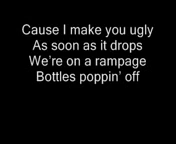 Cause I make you ugly
As soon as it drops
We're on a rampage
Bottles poppin' off